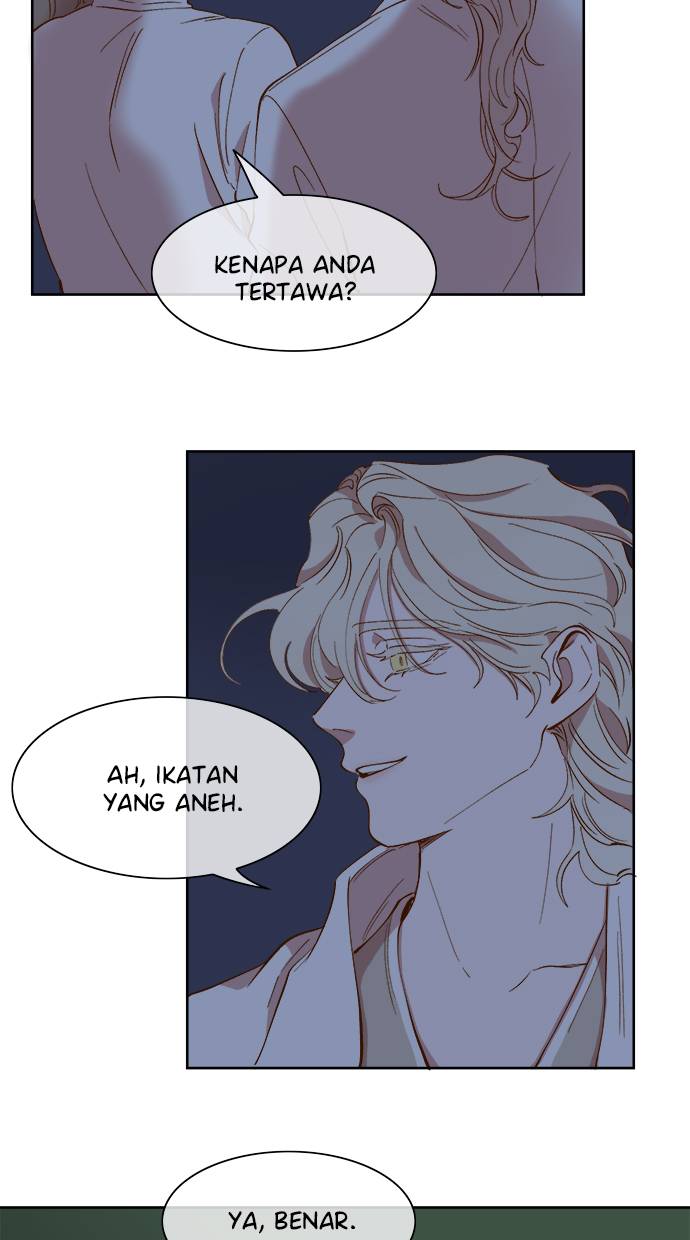 KENAPA ANDA
TERTAWA?
AH, IKATAN
YANG ANEH.
YA, BENAR.